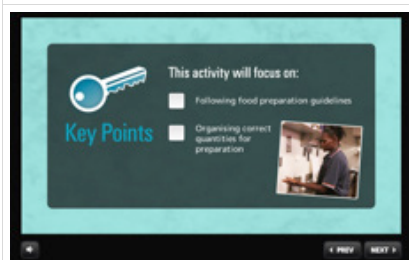 This activity will focus on:
Following food preparation guidelines
Key Points
Organising correct
quantities for
preparation
PREV
NEXT